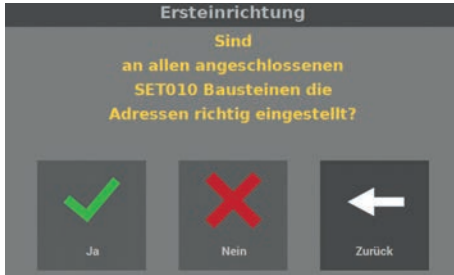 Ersteinrichtung
Sind
an allen angeschlossenen
SET010 Bausteinen die
Adressen richtig eingestellt?
Ja
Nein
Zurück